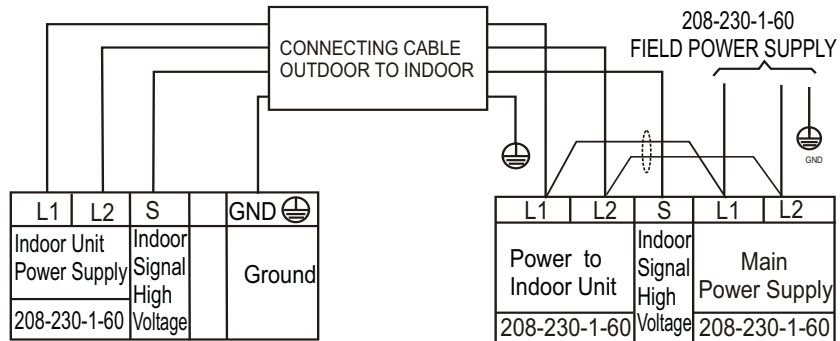 208-230-1-60
FIELD POWER SUPPLY
CONNECTING CABLE
OUTDOOR TO INDOOR
GND
L1 L2 S GND
Indoor Unit
Power Supply
208-230-1-60
Indoor
Signal
High
Voltage
Ground
L1 L2 S L1 L2
Power to
Indoor Unit
208-230-1-60
Indoor
Signal
High
Voltage
Main
Power Supply
208-230-1-60